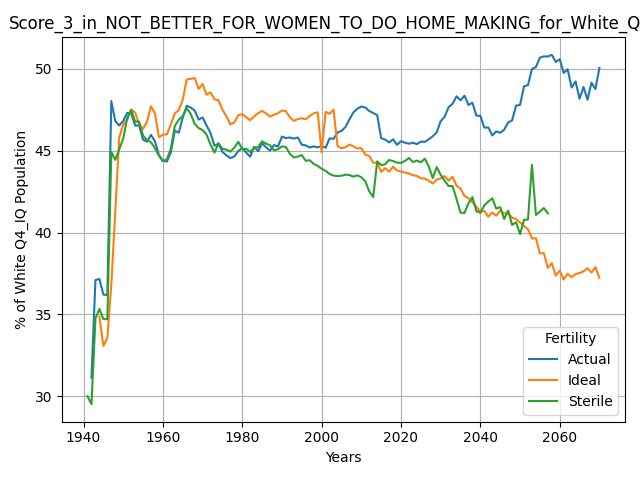 Score_3_in_NOT_BETTER_FOR_WOMEN_TO_DO_HOME_MAKING_for_White_Q
% of White Q4_IQ Population
50
45
40
35
30
1940 1960 1980 2000 2020 2040 2060
Years
Fertility
Actual
Ideal
Sterile